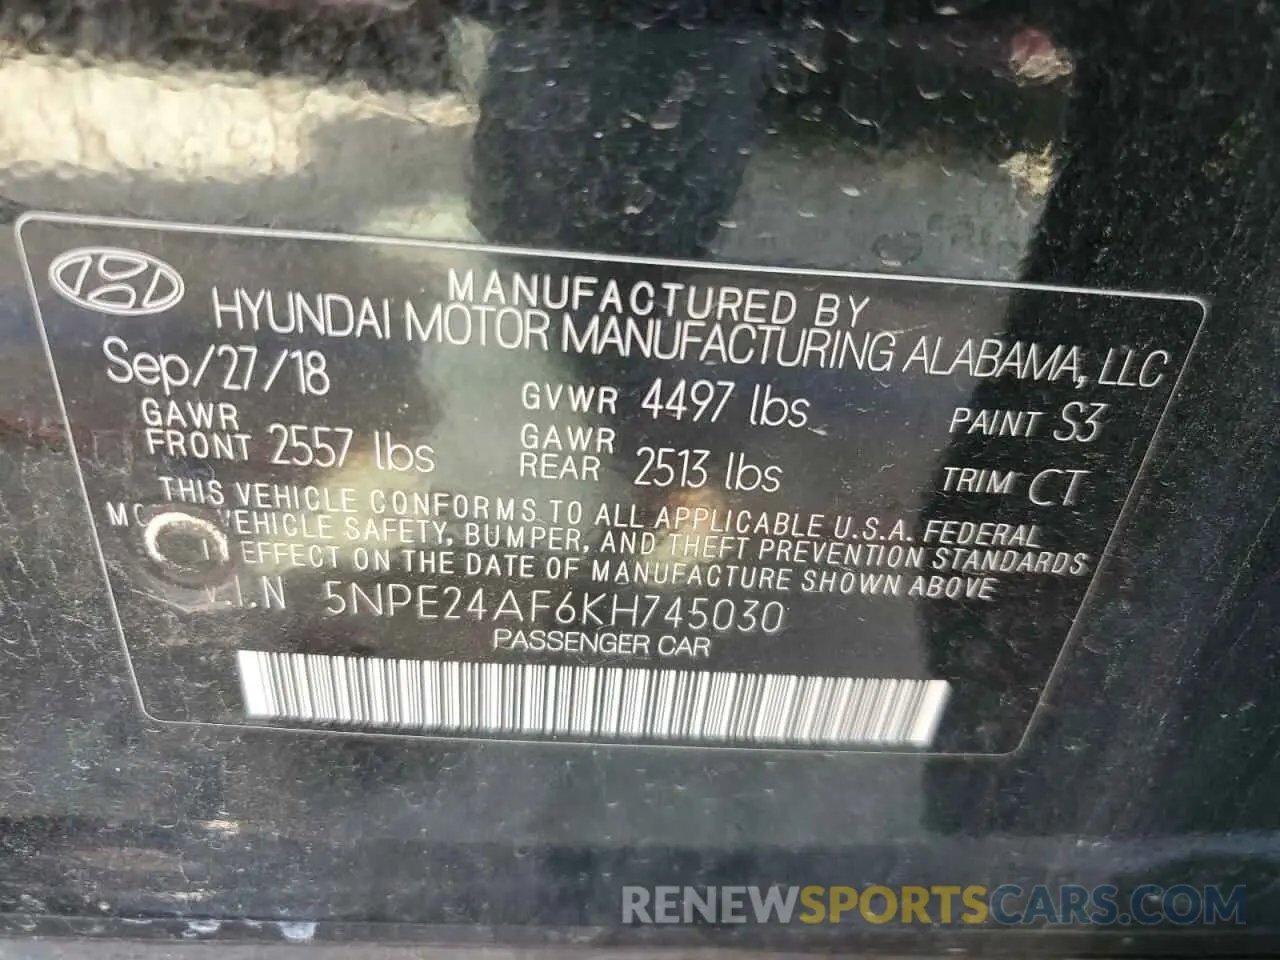 MANUFACTURED BY
HYUNDAI MOTOR MANUFACTURING ALABAMA, LLC
Sep/27/18 GVWR 4497 lbs PAINT S3
GAWR FRONT 2557 lbs GAWR REAR 2513 lbs TRIM CT
THIS VEHICLE CONFORMS TO ALL APPLICABLE U.S.A. FEDERAL
VEHICLE SAFETY, BUMPER, AND THEFT PREVENTION STANDARDS
EFFECT ON THE DATE OF MANUFACTURE SHOWN ABOVE
V.I.N 5NPE24AF6KH745030
PASSENGER CAR
RENEWSPORTSCARS.COM